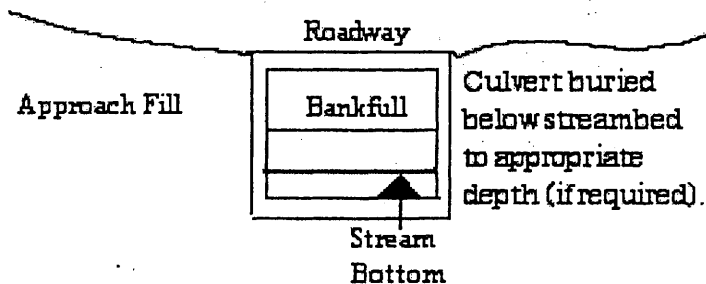 Roadway
Approach Fill
Bankfull
Culvert buried
below streambed
to appropriate
depth (if required).
Stream
Bottom